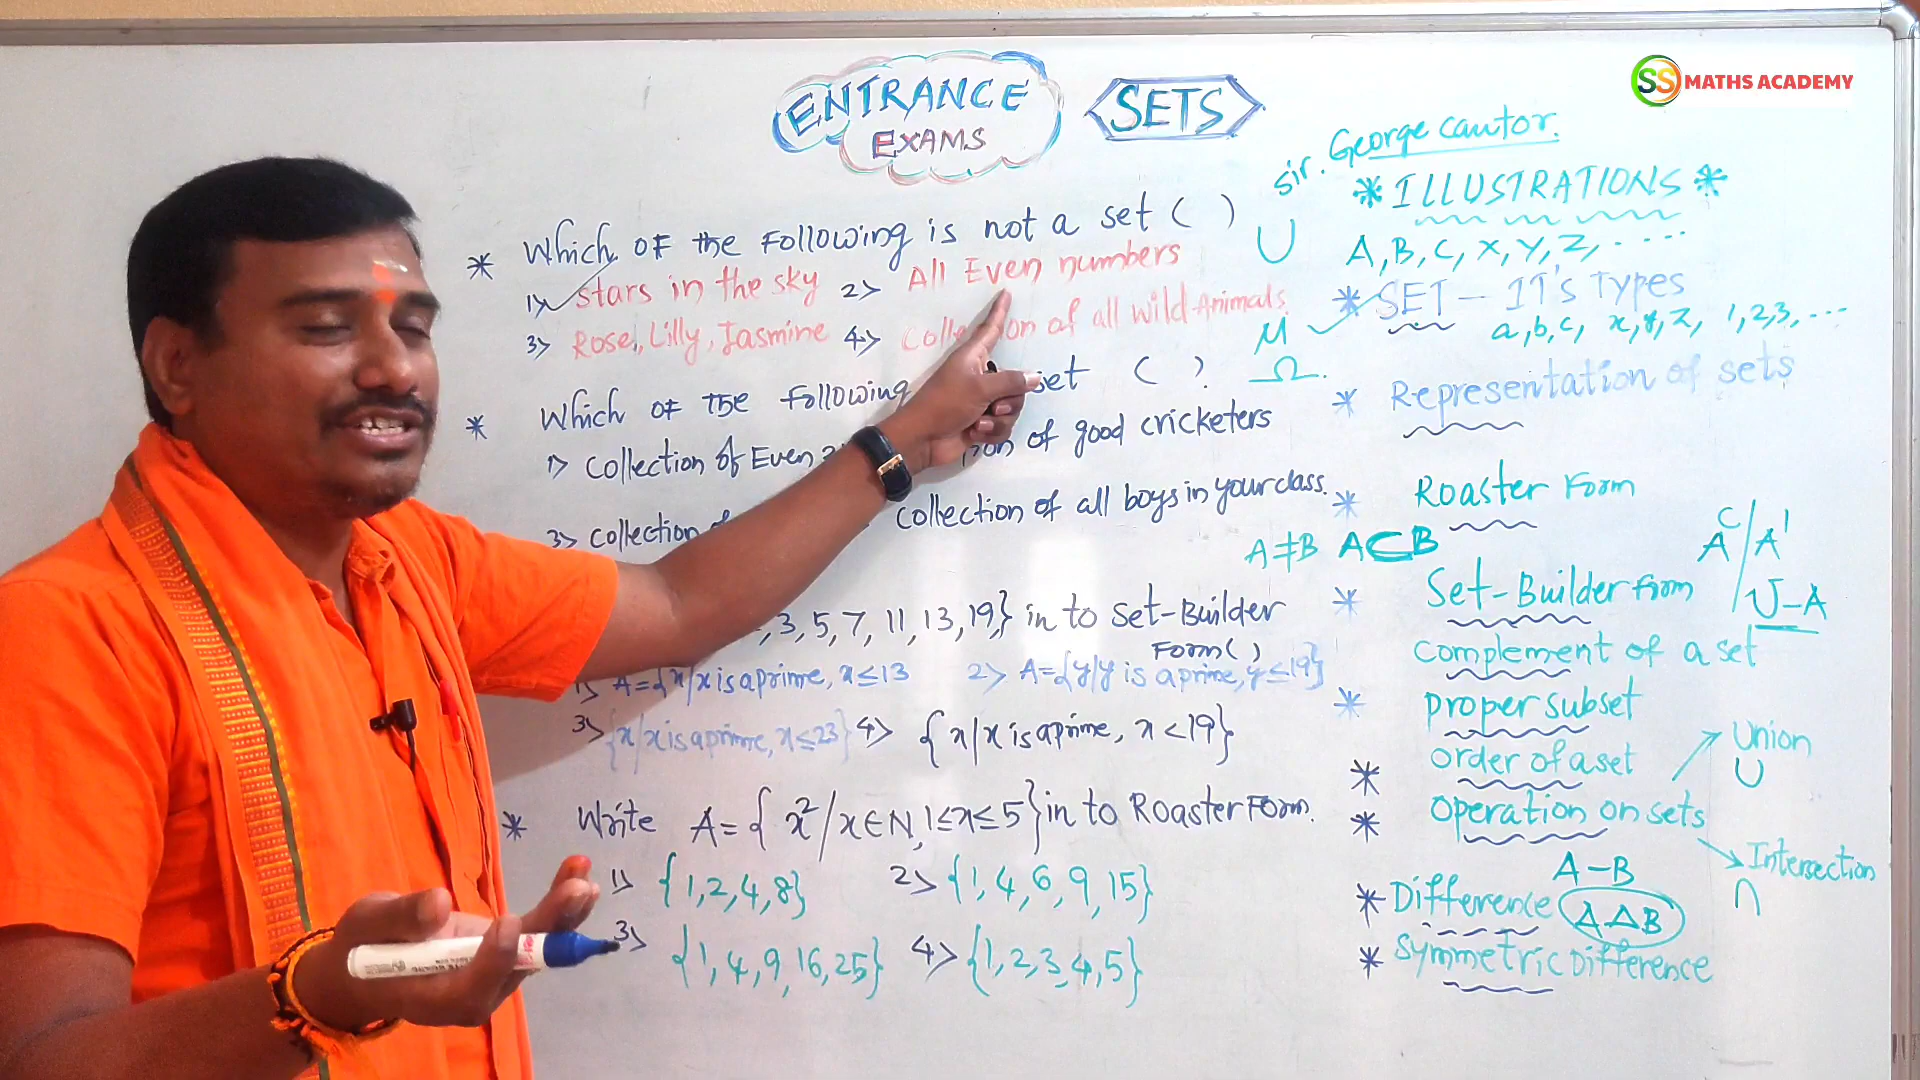 ENTRANCE
EXAMS
SETS
SS MATHS ACADEMY
* Which of the Following is not a set ( )
1> stars in the sky 2> All Even numbers
3> Rose, Lilly, Jasmine 4> Collection of all wild Animals.
* Which of the Following set ( )
1> collection of Even of good cricketers
3> collection collection of all boys in your class.
3, 5, 7, 11, 13, 19,} in to Set-Builder
Form( )
1> A={x/x is a prime, x≤13 2> A={y/y is a prime, y≤19}
3> {x/x is a prime, x≤23} 4> {x/x is a prime, x<19}
* Write A={x²/x∈N, 1≤x≤5} in to Roaster Form.
1> {1,2,4,8} 2> {1,4,6,9,15}
3> {1,4,9,16,25} 4> {1,2,3,4,5}
Sir. George cantor.
* ILLUSTRATIONS *
U A, B, C, X, Y, Z, . . . .
* SET – IT's Types
μ a, b, c, x, y, z, 1, 2, 3, ...
Ω
* Representation of sets
* Roaster Form
A≠B A⊂B
Aᶜ / A'
* Set-Builder form
U–A
complement of a set
* proper subset
* order of a set
Union
∪
* Operation on sets
Intersection
∩
A–B
* Difference A∆B
* Symmetric Difference